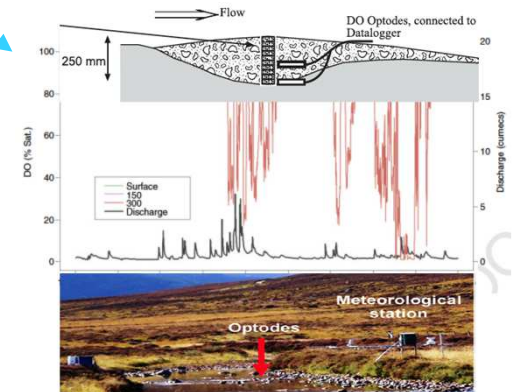 Flow
DO Optodes, connected to
Datalogger
250 mm
100
80
60
40
20
0
DO (% Sat.)
20
15
10
5
0
Discharge (cumecs)
Surface
150
300
Discharge
Meteorological
station
Optodes